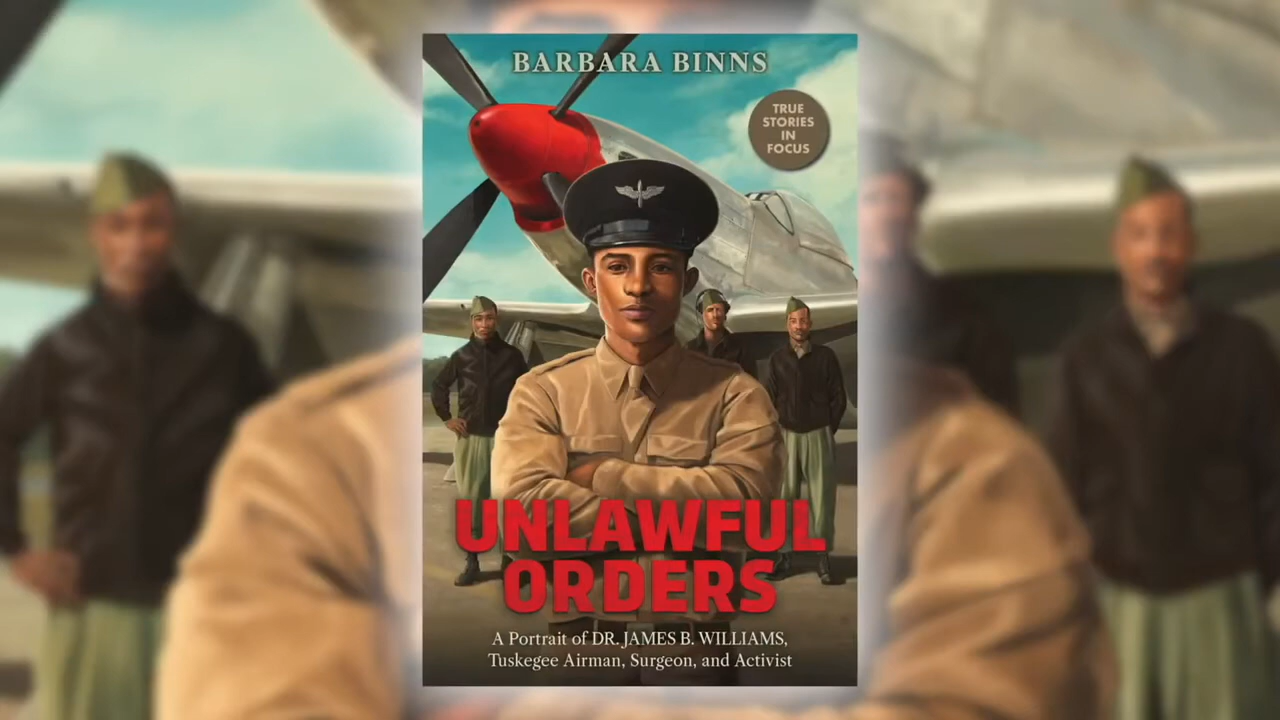 BARBARA BINNS
TRUE
STORIES
IN
FOCUS
UNLAWFUL
ORDERS
A Portrait of DR. JAMES B. WILLIAMS,
Tuskegee Airman, Surgeon, and Activist